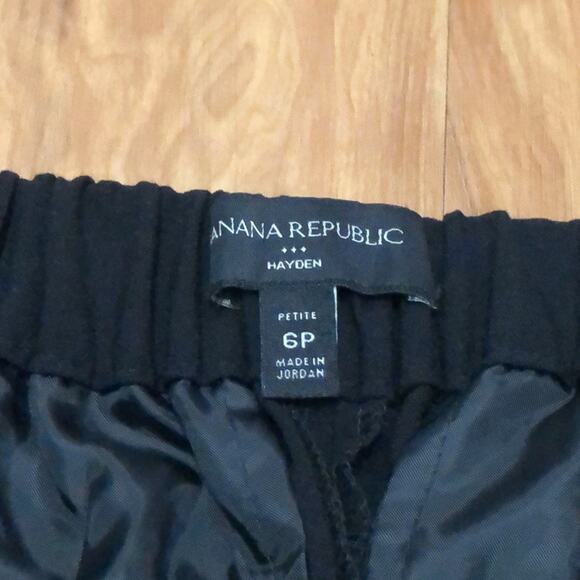 ANANA REPUBLIC
HAYDEN
PETITE
6P
MADE IN
JORDAN